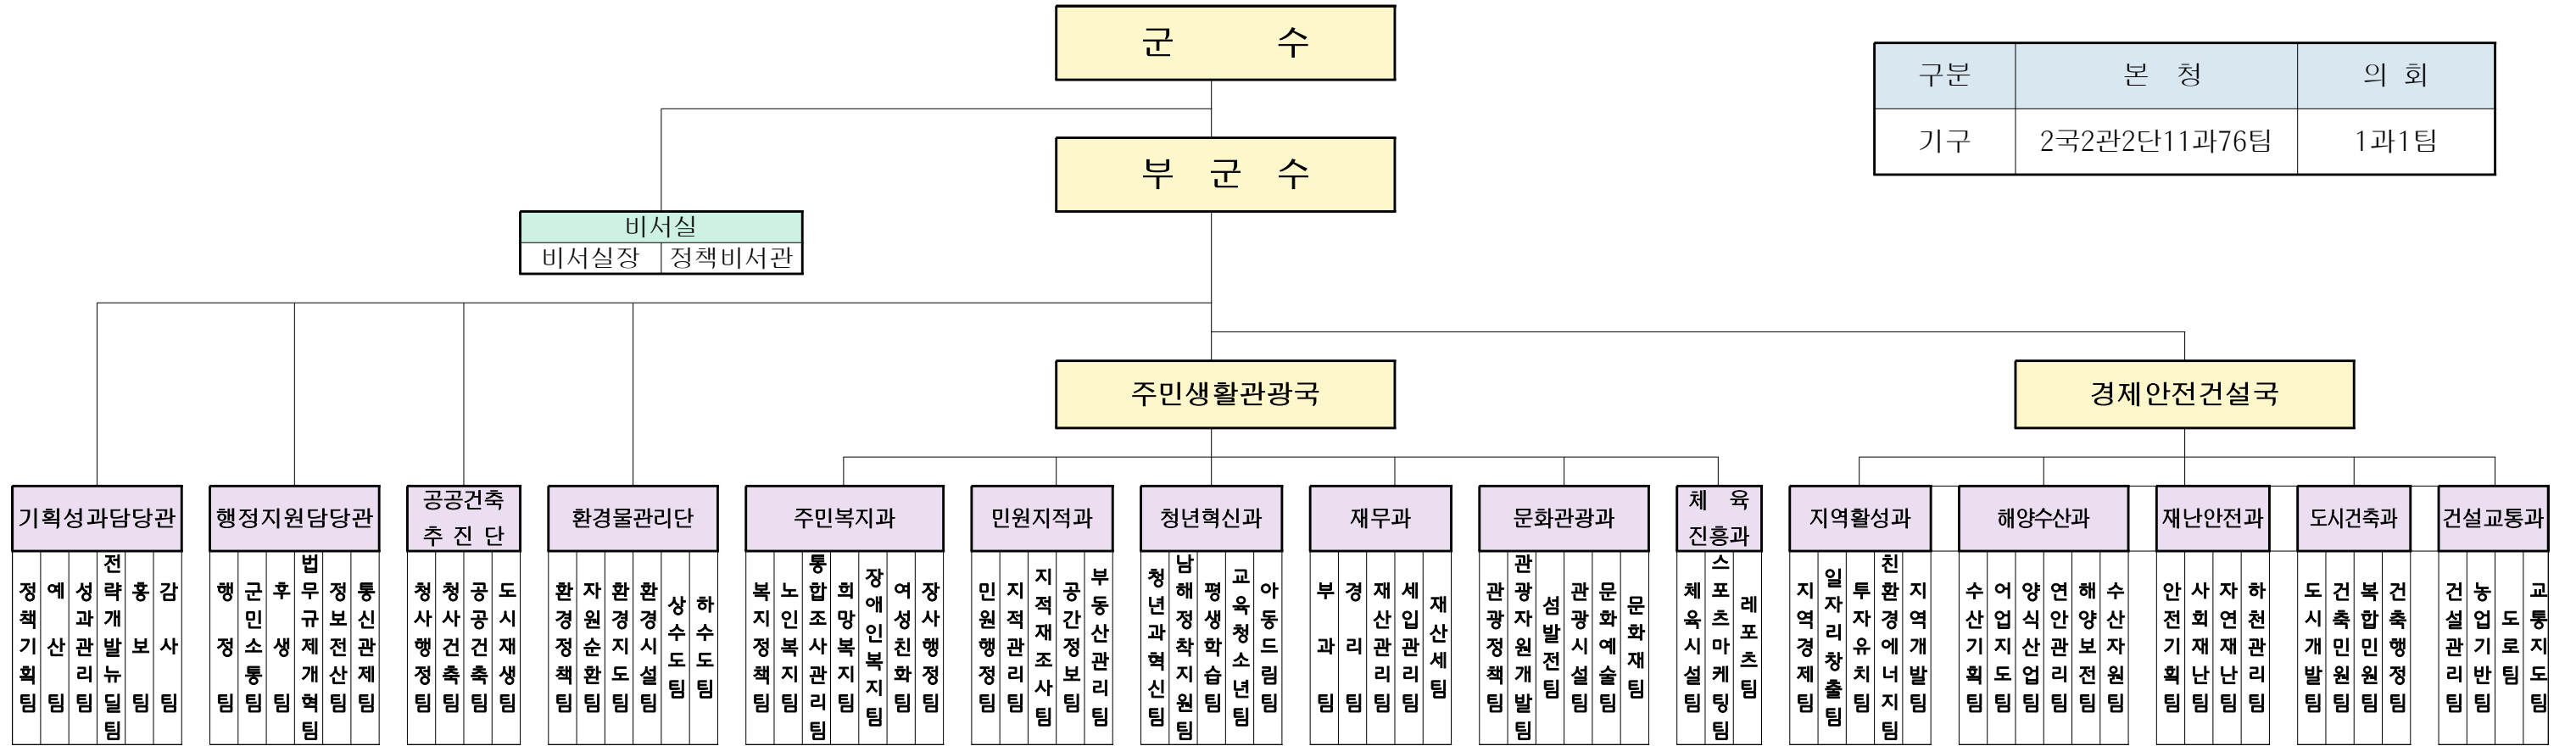 군 수
구분 본 청 의 회
기구 2국2관2단11과76팀 1과1팀
부 군 수
비서실
비서실장 정책비서관
주민생활관광국
경제안전건설국
기획성과담당관
정책기획팀
예산팀
성과관리팀
전략개발뉴딜팀
홍보팀
감사팀
행정지원담당관
행정팀
군민소통팀
후생팀
법무규제개혁팀
정보전산팀
통신관제팀
공공건축
추 진 단
청사행정팀
청사건축팀
공공건축팀
도시재생팀
환경물관리단
환경정책팀
자원순환팀
환경지도팀
환경시설팀
상수도팀
하수도팀
주민복지과
복지정책팀
노인복지팀
통합조사관리팀
희망복지팀
장애인복지팀
여성친화팀
장사행정팀
민원지적과
민원행정팀
지적관리팀
지적재조사팀
공간정보팀
부동산관리팀
청년혁신과
청년과혁신팀
남해정착지원팀
평생학습팀
교육청소년팀
아동드림팀
재무과
부과팀
경리팀
재산관리팀
세입관리팀
재산세팀
문화관광과
관광정책팀
관광자원개발팀
섬발전팀
관광시설팀
문화예술팀
문화재팀
체 육
진흥과
체육시설팀
스포츠마케팅팀
레포츠팀
지역활성과
지역경제팀
일자리창출팀
투자유치팀
친환경에너지팀
지역개발팀
해양수산과
수산기획팀
어업지도팀
양식산업팀
연안관리팀
해양보전팀
수산자원팀
재난안전과
안전기획팀
사회재난팀
자연재난팀
하천관리팀
도시건축과
도시개발팀
건축민원팀
복합민원팀
건축행정팀
건설교통과
건설관리팀
농업기반팀
도로팀
교통지도팀